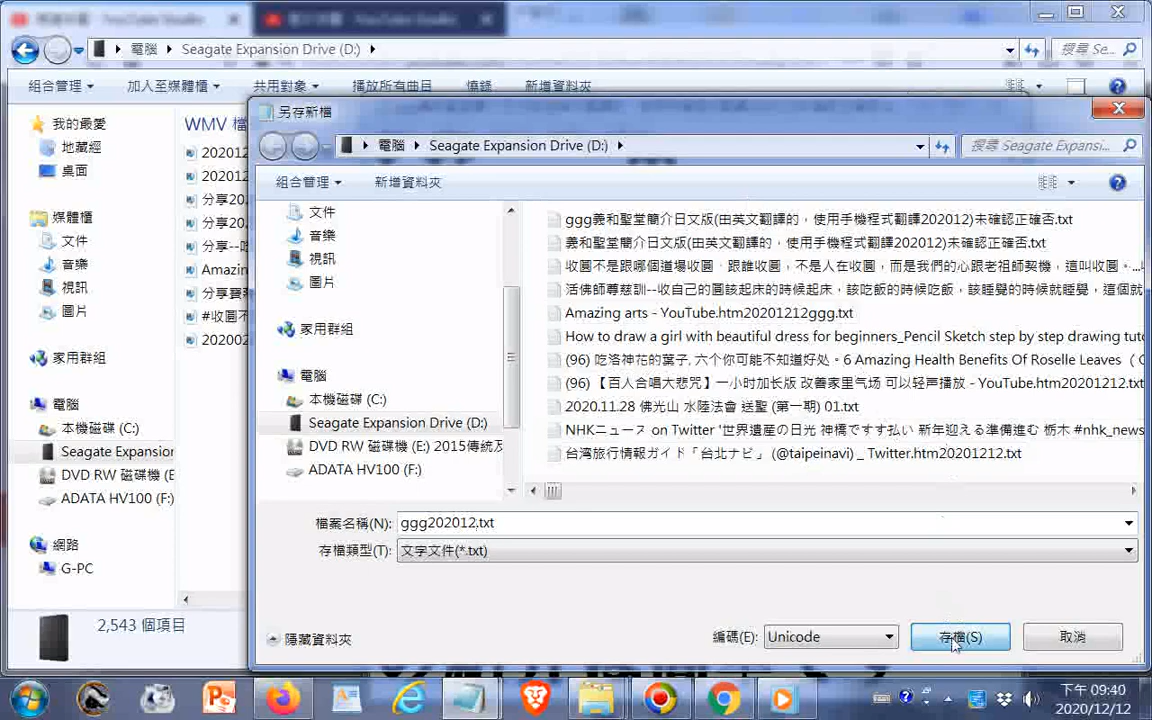 YouTube Studio
YouTube Studio
電腦 Seagate Expansion Drive (D:)
搜尋 Se...
組合管理 加入至媒體櫃 共用對象 播放所有曲目 燒錄 新增資料夾
我的最愛
地藏經
桌面
媒體櫃
文件
音樂
視訊
圖片
家用群組
電腦
本機磁碟 (C:)
Seagate Expansion
DVD RW 磁碟機 (E
ADATA HV100 (F:)
網路
G-PC
WMV 檔
202012
202012
分享20
分享20
分享--
Amazing
分享
#收圓不
202002
2,543 個項目
另存新檔
電腦 Seagate Expansion Drive (D:)
搜尋 Seagate Expansi...
組合管理 新增資料夾
文件
音樂
視訊
圖片
家用群組
電腦
本機磁碟 (C:)
Seagate Expansion Drive (D:)
DVD RW 磁碟機 (E:) 2015傳統及
ADATA HV100 (F:)
ggg義和聖堂簡介日文版(由英文翻譯的，使用手機程式翻譯202012)未確認正確否.txt
義和聖堂簡介日文版(由英文翻譯的，使用手機程式翻譯202012)未確認正確否.txt
收圓不是跟哪個道場收圓、跟誰收圓，不是人在收圓，而是我們的心跟老祖師契機，這叫收圓。...
活佛師尊慈訓--收自己的圓該起床的時候起床，該吃飯的時候吃飯，該睡覺的時候就睡覺，這個就
Amazing arts - YouTube.htm20201212ggg.txt
How to draw a girl with beautiful dress for beginners_Pencil Sketch step by step drawing tuto
(96) 吃洛神花的葉子, 六个你可能不知道好处。6 Amazing Health Benefits Of Roselle Leaves （
(96) 【百人合唱大悲咒】一小时加长版 改善家里气场 可以轻声播放 - YouTube.htm20201212.txt
2020.11.28 佛光山 水陸法會 送聖 (第一期) 01.txt
NHKニュース on Twitter '世界遺産の日光 神橋ですす払い 新年迎える準備進む 栃木 #nhk_news
台湾旅行情報ガイド「台北ナビ」 (@taipeinavi) _ Twitter.htm20201212.txt
檔案名稱(N): ggg202012.txt
存檔類型(T): 文字文件(*.txt)
隱藏資料夾 編碼(E): Unicode 存檔(S) 取消
下午 09:40
2020/12/12